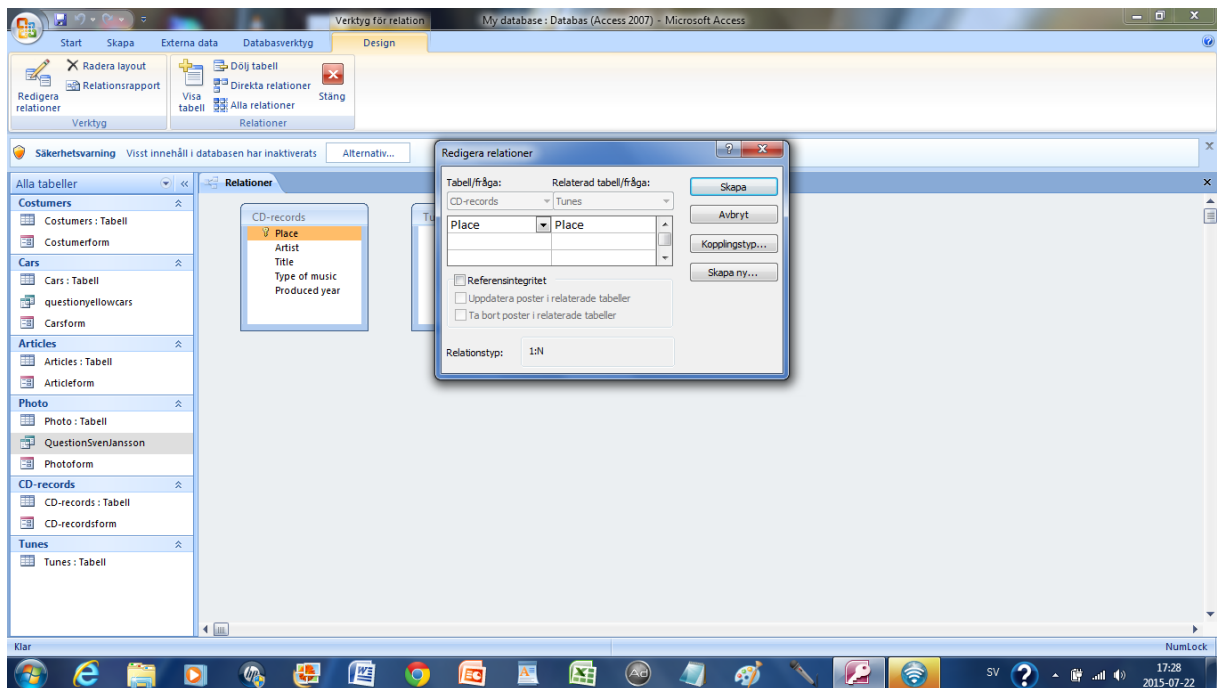 Verktyg för relation
My database : Databas (Access 2007) - Microsoft Access
Start Skapa Externa data Databasverktyg Design
Redigera relationer
Radera layout
Relationsrapport
Verktyg
Visa tabell
Dölj tabell
Direkta relationer
Alla relationer
Stäng
Relationer
Säkerhetsvarning Visst innehåll i databasen har inaktiverats Alternativ...
Alla tabeller
Costumers
Costumers : Tabell
Costumerform
Cars
Cars : Tabell
questionyellowcars
Carsform
Articles
Articles : Tabell
Articleform
Photo
Photo : Tabell
QuestionSvenJansson
Photoform
CD-records
CD-records : Tabell
CD-recordsform
Tunes
Tunes : Tabell
Relationer
CD-records
Place
Artist
Title
Type of music
Produced year
Tu
Redigera relationer
Tabell/fråga: Relaterad tabell/fråga:
CD-records Tunes
Place Place
Referensintegritet
Uppdatera poster i relaterade tabeller
Ta bort poster i relaterade tabeller
Relationstyp: 1:N
Skapa
Avbryt
Kopplingstyp...
Skapa ny...
Klar
NumLock
SV
17:28
2015-07-22